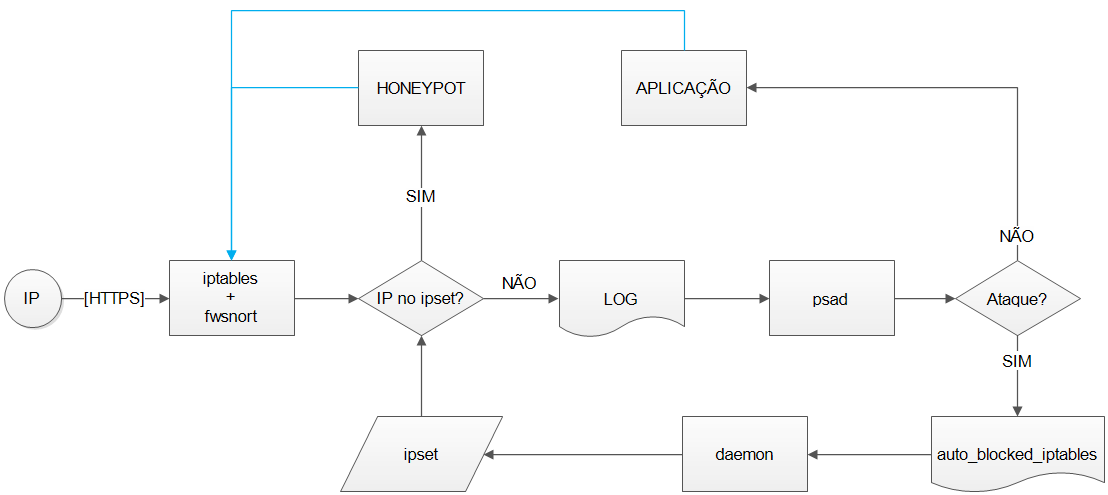 HONEYPOT
APLICAÇÃO
SIM
NÃO
IP
[HTTPS]
iptables
+
fwsnort
IP no ipset?
NÃO
LOG
psad
Ataque?
SIM
ipset
daemon
auto_blocked_iptables